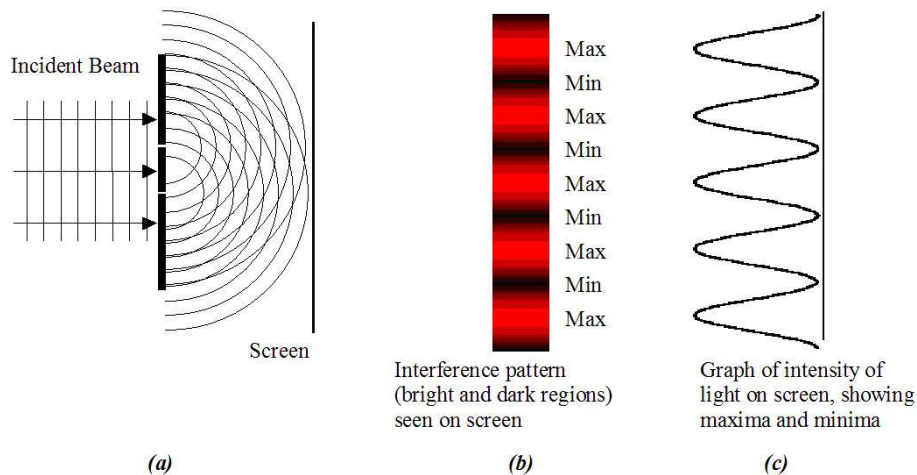 Incident Beam
Screen
(a)
Max
Min
Max
Min
Max
Min
Max
Min
Max
Interference pattern
(bright and dark regions)
seen on screen
(b)
Graph of intensity of
light on screen, showing
maxima and minima
(c)